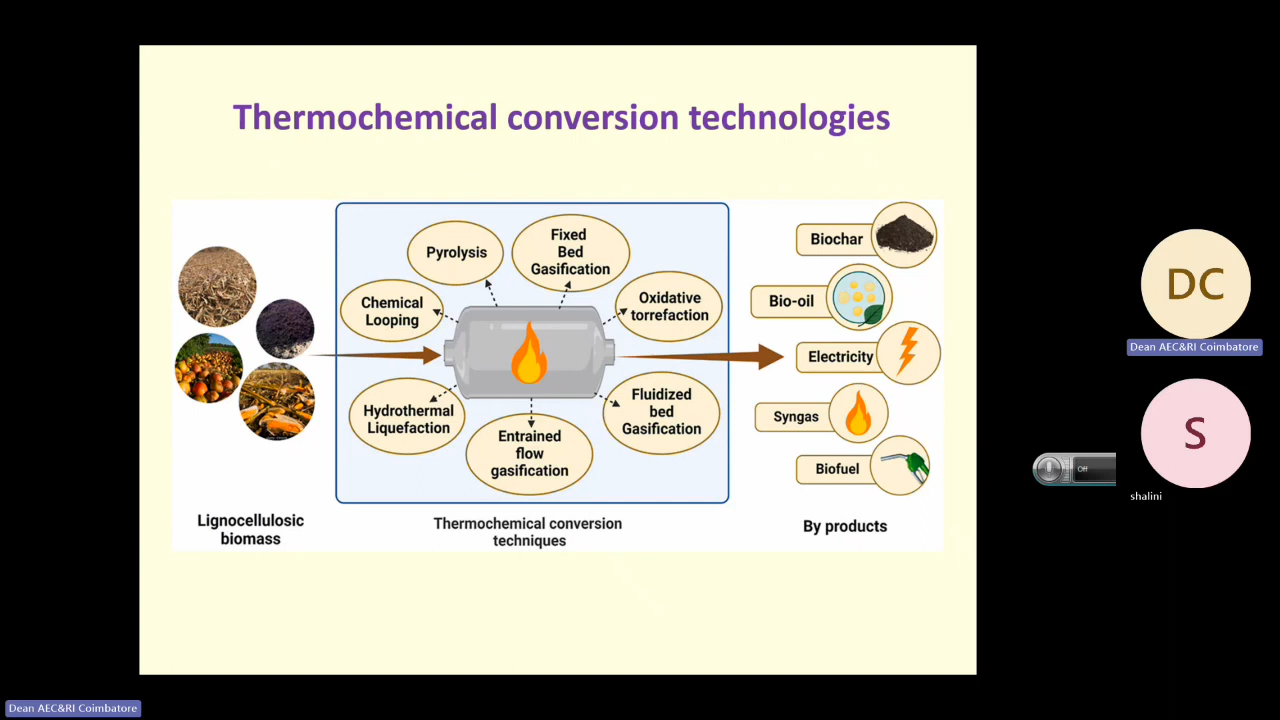 Thermochemical conversion technologies
Pyrolysis
Fixed
Bed
Gasification
Chemical
Looping
Oxidative
torrefaction
Hydrothermal
Liquefaction
Entrained
flow
gasification
Fluidized
bed
Gasification
Biochar
Bio-oil
Electricity
Syngas
Biofuel
Lignocellulosic
biomass
Thermochemical conversion
techniques
By products
DC
Dean AEC&RI Coimbatore
S
shalini
Off
Dean AEC&RI Coimbatore